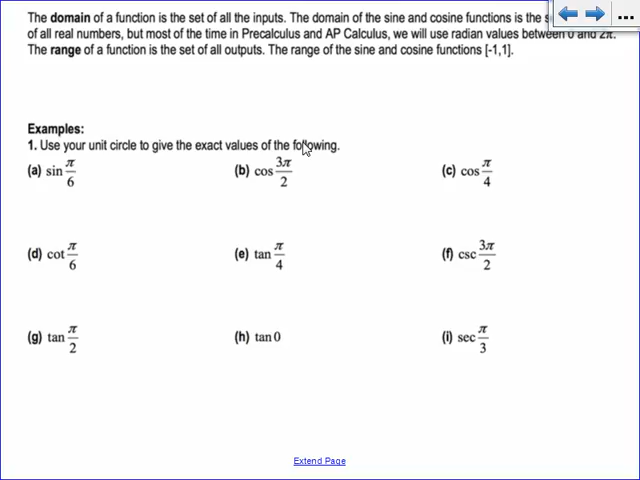 The domain of a function is the set of all the inputs. The domain of the sine and cosine functions is the
of all real numbers, but most of the time in Precalculus and AP Calculus, we will use radian values between 0 and 2π.
The range of a function is the set of all outputs. The range of the sine and cosine functions [-1,1].
Examples:
1. Use your unit circle to give the exact values of the following.
(a) sin π/6 (b) cos 3π/2 (c) cos π/4
(d) cot π/6 (e) tan π/4 (f) csc 3π/2
(g) tan π/2 (h) tan 0 (i) sec π/3
Extend Page